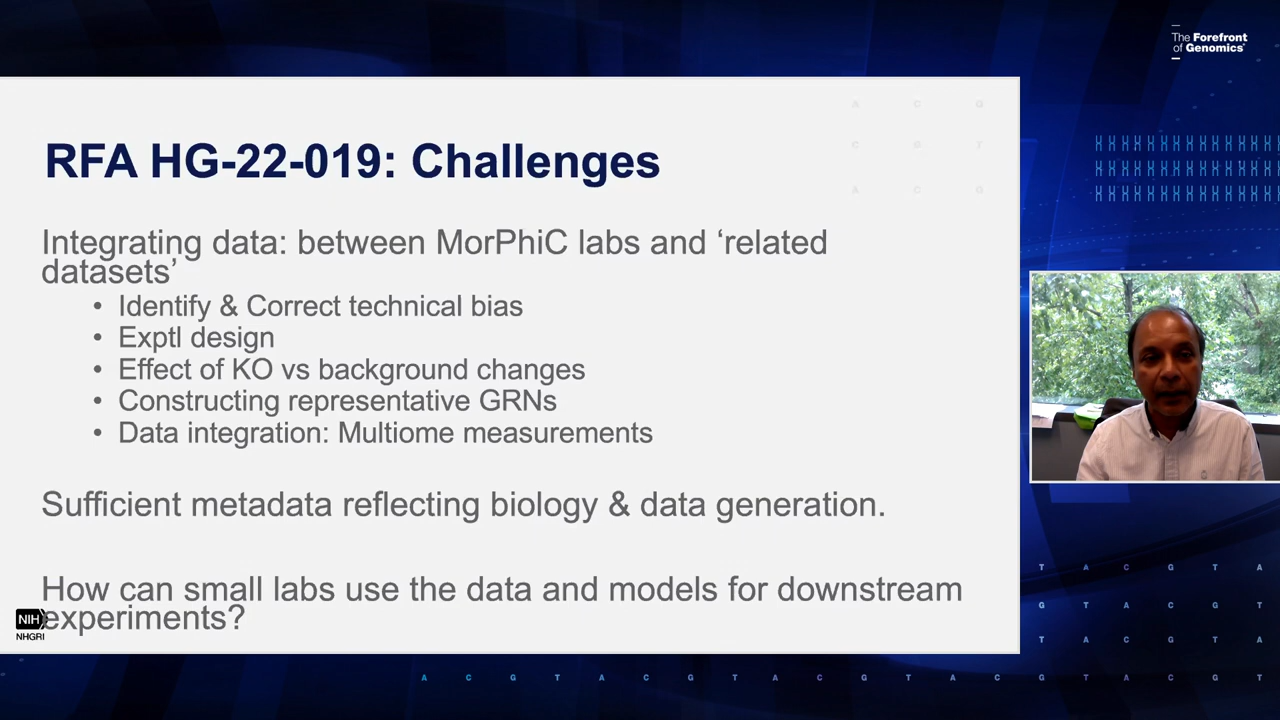 The Forefront
of Genomics®
A C G
C G T
A C G
RFA HG-22-019: Challenges
Integrating data: between MorPhiC labs and ‘related
datasets’
• Identify & Correct technical bias
• Exptl design
• Effect of KO vs background changes
• Constructing representative GRNs
• Data integration: Multiome measurements
Sufficient metadata reflecting biology & data generation.
How can small labs use the data and models for downstream
experiments?
NIH
NHGRI
T A C G T A
G T A C G T
T A C G T A
A C G T A C G T A C G T A C G T A C G T